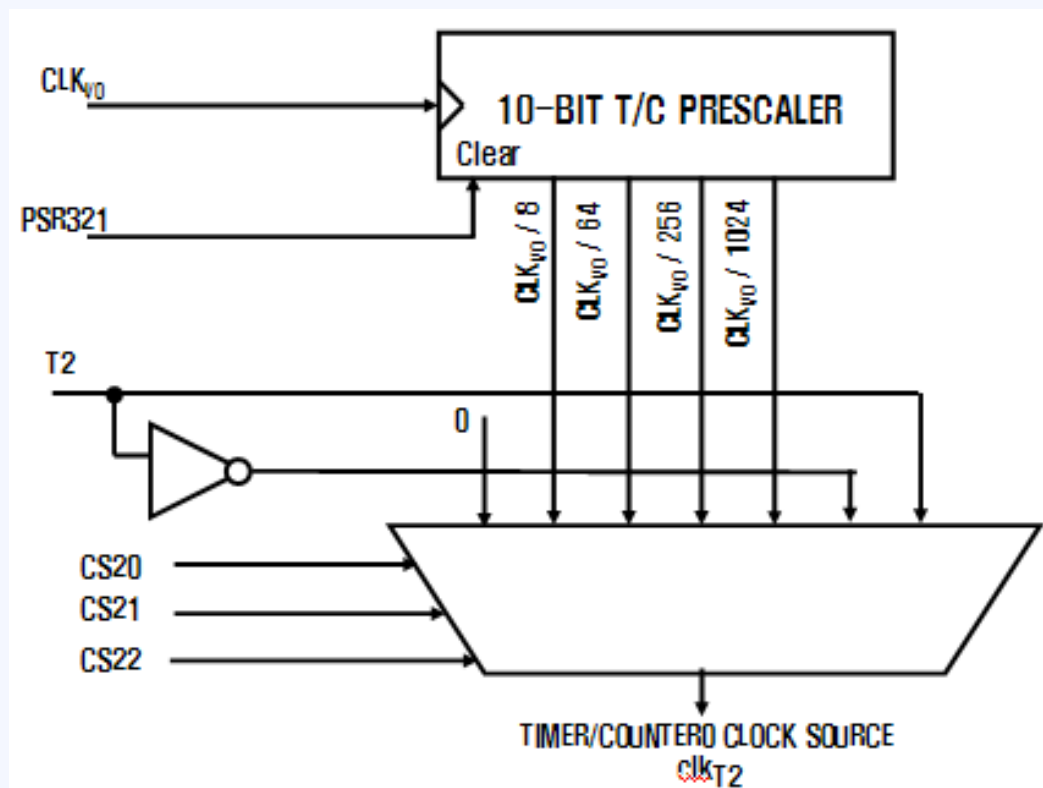 CLKI/O
10-BIT T/C PRESCALER
Clear
PSR321
CLKI/O / 8
CLKI/O / 64
CLKI/O / 256
CLKI/O / 1024
T2
0
CS20
CS21
CS22
TIMER/COUNTER0 CLOCK SOURCE
clkT2